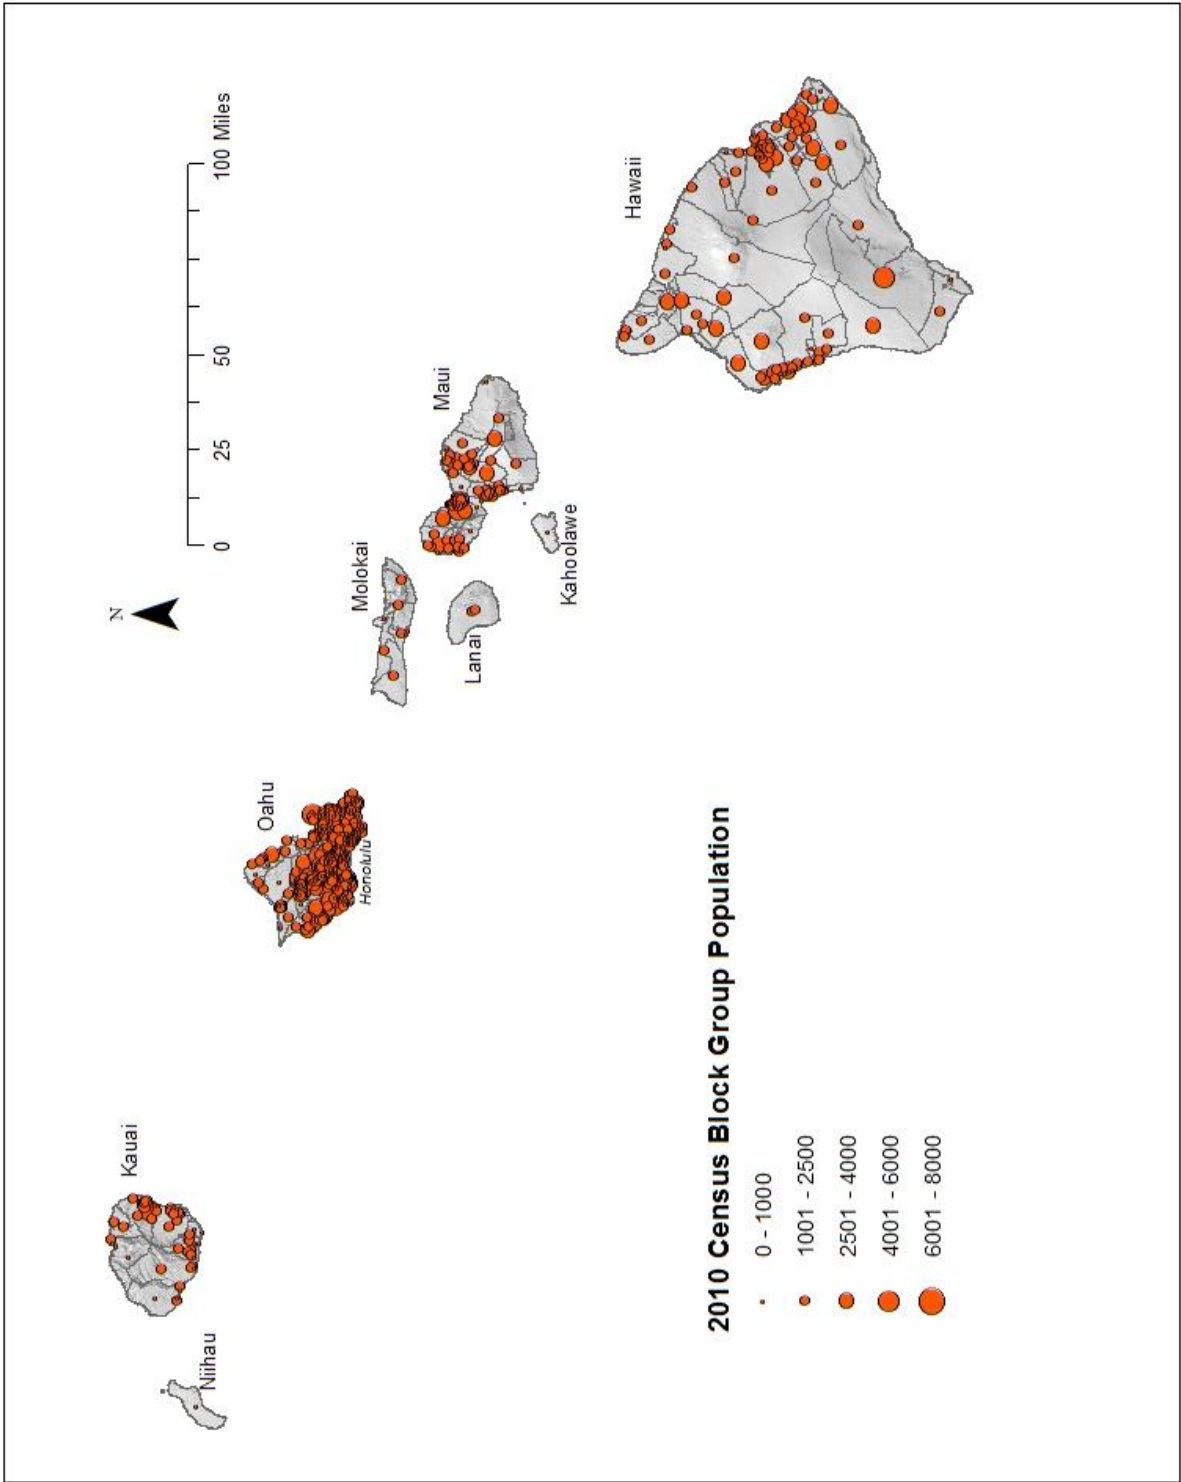 N
0 25 50 100 Miles
Kauai
Niihau
Oahu
Honolulu
Molokai
Lanai
Maui
Kahoolawe
Hawaii
2010 Census Block Group Population
0 - 1000
1001 - 2500
2501 - 4000
4001 - 6000
6001 - 8000